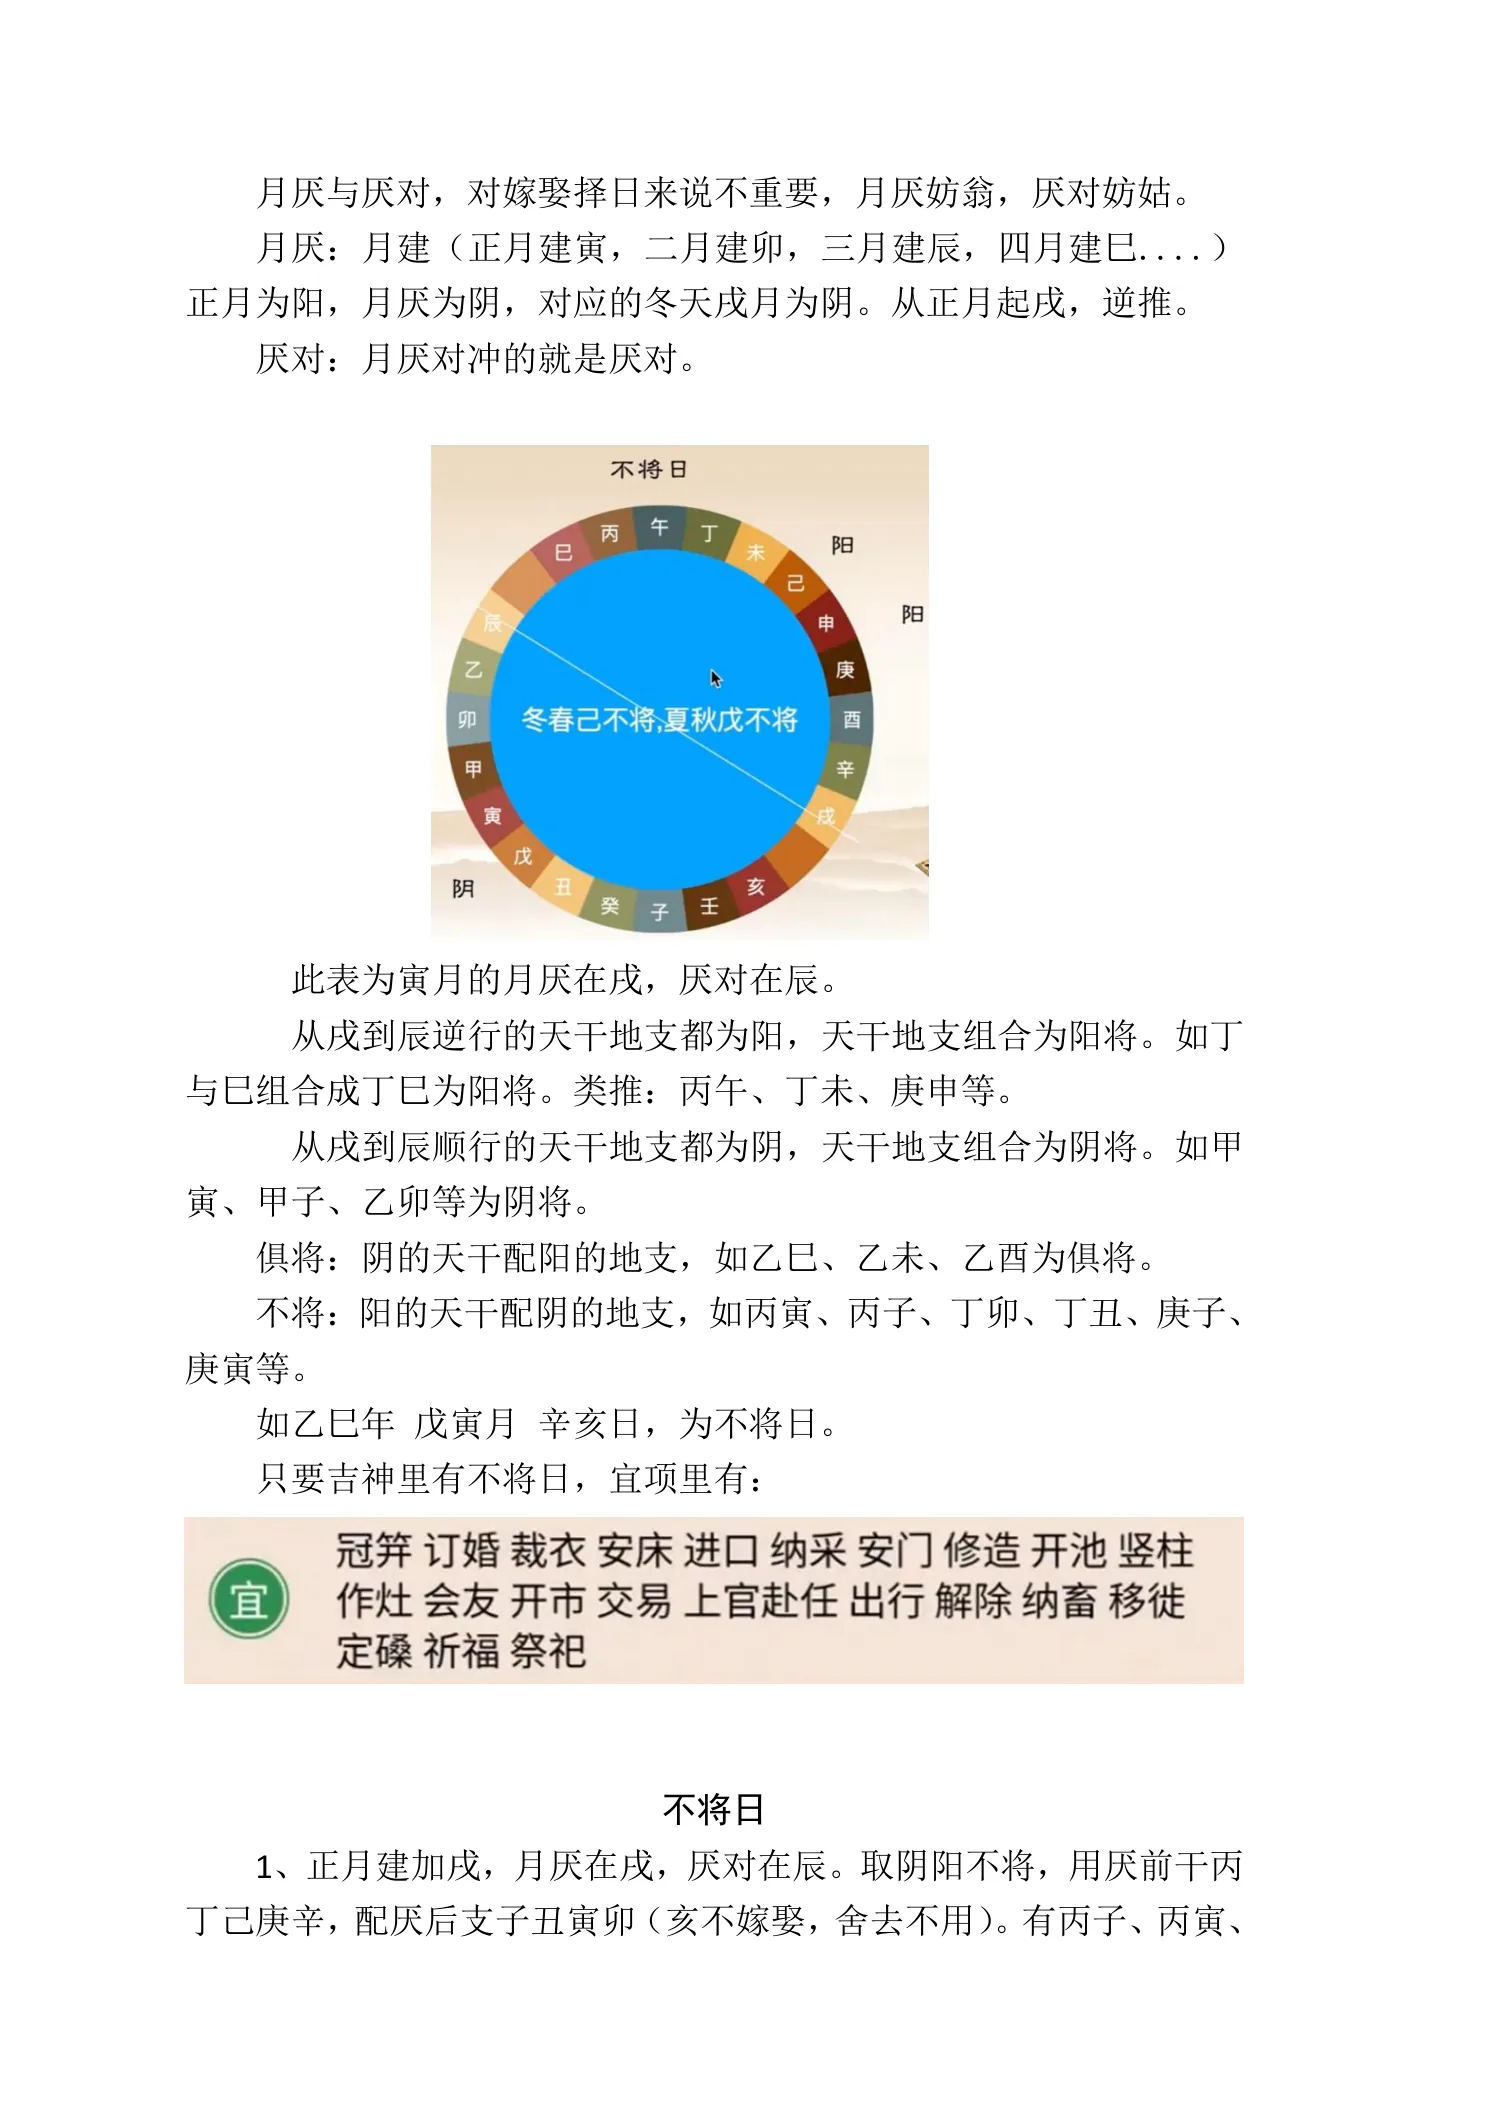 月厌与厌对，对嫁娶择日来说不重要，月厌妨翁，厌对妨姑。
月厌：月建（正月建寅，二月建卯，三月建辰，四月建巳....）
正月为阳，月厌为阴，对应的冬天戌月为阴。从正月起戌，逆推。
厌对：月厌对冲的就是厌对。
不将日
午
丁
未
己
申
庚
酉
辛
戌
亥
壬
子
癸
丑
戊
寅
甲
卯
乙
辰
巳
丙
阳
阳
冬春己不将,夏秋戊不将
阴
此表为寅月的月厌在戌，厌对在辰。
从戌到辰逆行的天干地支都为阳，天干地支组合为阳将。如丁
与巳组合成丁巳为阳将。类推：丙午、丁未、庚申等。
从戌到辰顺行的天干地支都为阴，天干地支组合为阴将。如甲
寅、甲子、乙卯等为阴将。
俱将：阴的天干配阳的地支，如乙巳、乙未、乙酉为俱将。
不将：阳的天干配阴的地支，如丙寅、丙子、丁卯、丁丑、庚子、
庚寅等。
如乙巳年 戊寅月 辛亥日，为不将日。
只要吉神里有不将日，宜项里有：
宜
冠笄 订婚 裁衣 安床 进口 纳采 安门 修造 开池 竖柱
作灶 会友 开市 交易 上官赴任 出行 解除 纳畜 移徙
定磉 祈福 祭祀
不将日
1、正月建加戌，月厌在戌，厌对在辰。取阴阳不将，用厌前干丙
丁己庚辛，配厌后支子丑寅卯（亥不嫁娶，舍去不用）。有丙子、丙寅、